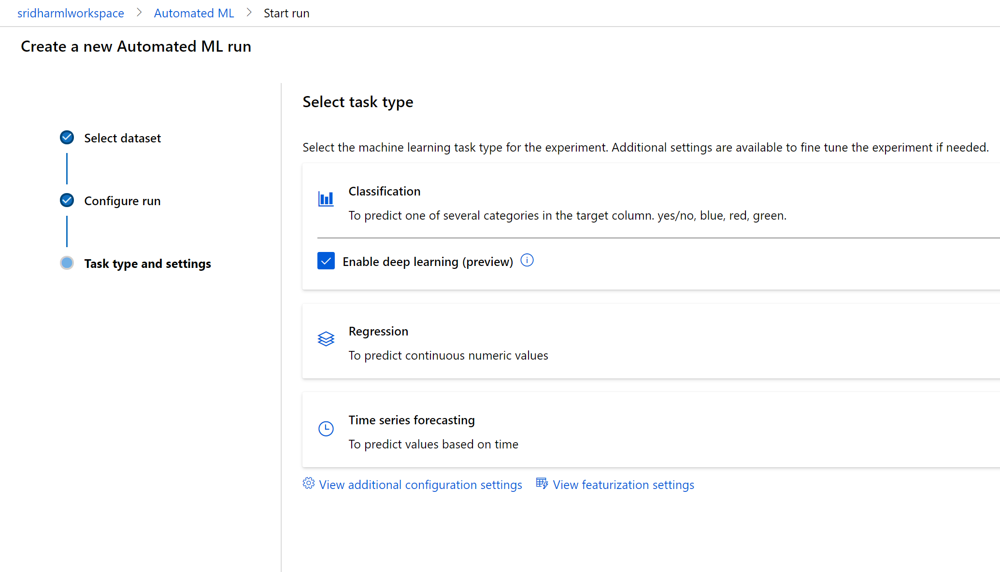 sridharmlworkspace > Automated ML > Start run
Create a new Automated ML run
Select dataset
Configure run
Task type and settings
Select task type
Select the machine learning task type for the experiment. Additional settings are available to fine tune the experiment if needed.
Classification
To predict one of several categories in the target column. yes/no, blue, red, green.
Enable deep learning (preview)
Regression
To predict continuous numeric values
Time series forecasting
To predict values based on time
View additional configuration settings
View featurization settings